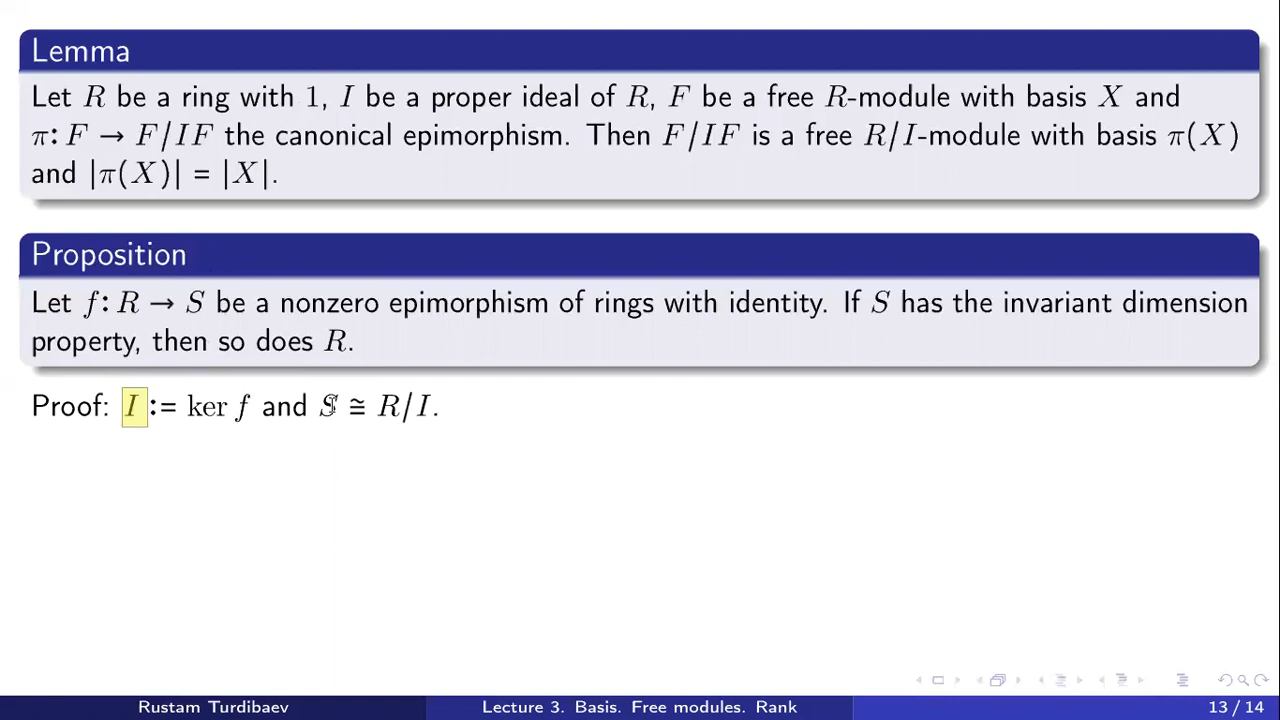 Lemma
Let R be a ring with 1, I be a proper ideal of R, F be a free R-module with basis X and
π: F → F/IF the canonical epimorphism. Then F/IF is a free R/I-module with basis π(X)
and |π(X)| = |X|.
Proposition
Let f: R → S be a nonzero epimorphism of rings with identity. If S has the invariant dimension
property, then so does R.
Proof: I := ker f and S ≅ R/I.
Rustam Turdibaev
Lecture 3. Basis. Free modules. Rank
13 / 14